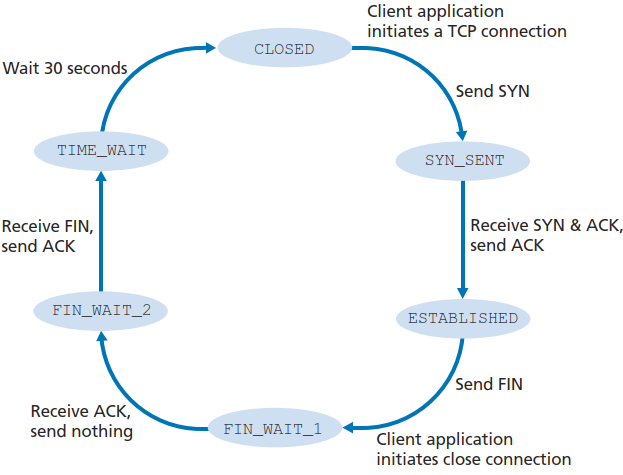 Client application
initiates a TCP connection
CLOSED
Wait 30 seconds
Send SYN
TIME_WAIT
SYN_SENT
Receive FIN,
send ACK
Receive SYN & ACK,
send ACK
FIN_WAIT_2
ESTABLISHED
Send FIN
Receive ACK,
send nothing
FIN_WAIT_1
Client application
initiates close connection